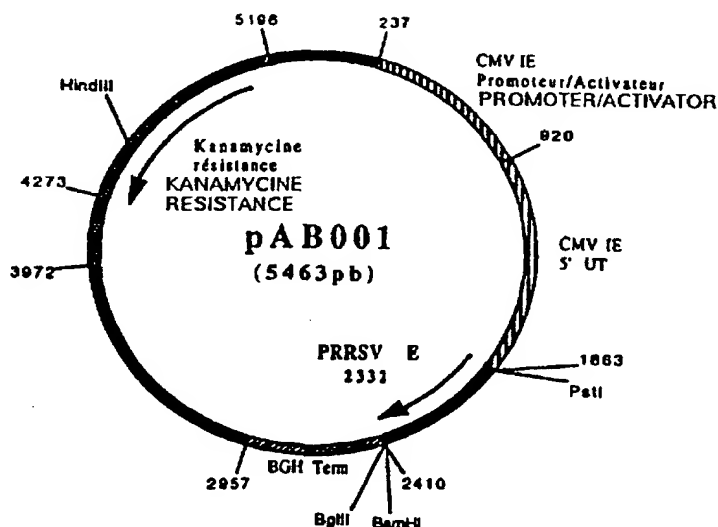 5196
237
HindIII
CMV IE
Promoteur/Activateur
PROMOTER/ACTIVATOR
920
Kanamycine
résistance
KANAMYCINE
RESISTANCE
4273
pAB001
(5463pb)
CMV IE
5' UT
3972
PRRSV E
2332
1663
PstI
BGH Term
2957
2410
BglII
BamHI